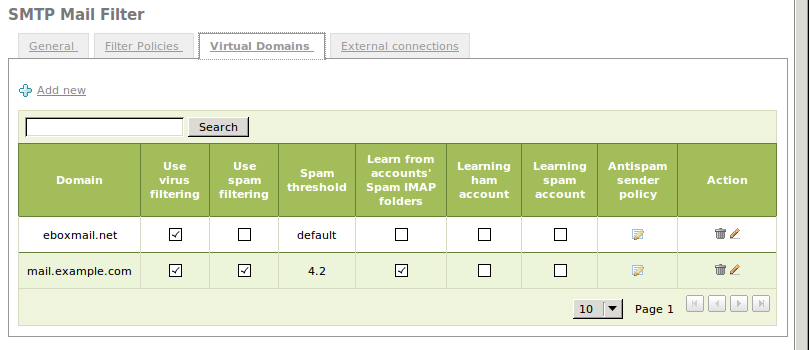 SMTP Mail Filter
General Filter Policies Virtual Domains External connections
Add new
Search
Domain Use virus filtering Use spam filtering Spam threshold Learn from accounts' Spam IMAP folders Learning ham account Learning spam account Antispam sender policy Action
eboxmail.net default
mail.example.com 4.2
10 Page 1